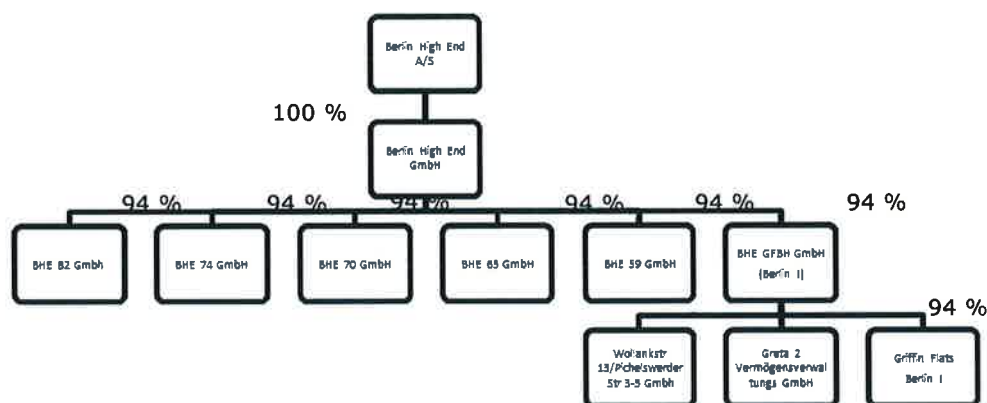 Berlin High End
A/S
100 %
Berlin High End
GmbH
94 % 94 % 94 % 94 % 94 % 94 %
BHE 82 Gmbh
BHE 74 GmbH
BHE 70 GmbH
BHE 65 GmbH
BHE 59 GmbH
BHE GFBH GmbH
(Berlin I)
94 %
Wollankstr
13/Pichelswerder
Str 3-5 Gmbh
Greta 2
Vermögensverwal
tungs GmbH
Griffin Flats
Berlin I